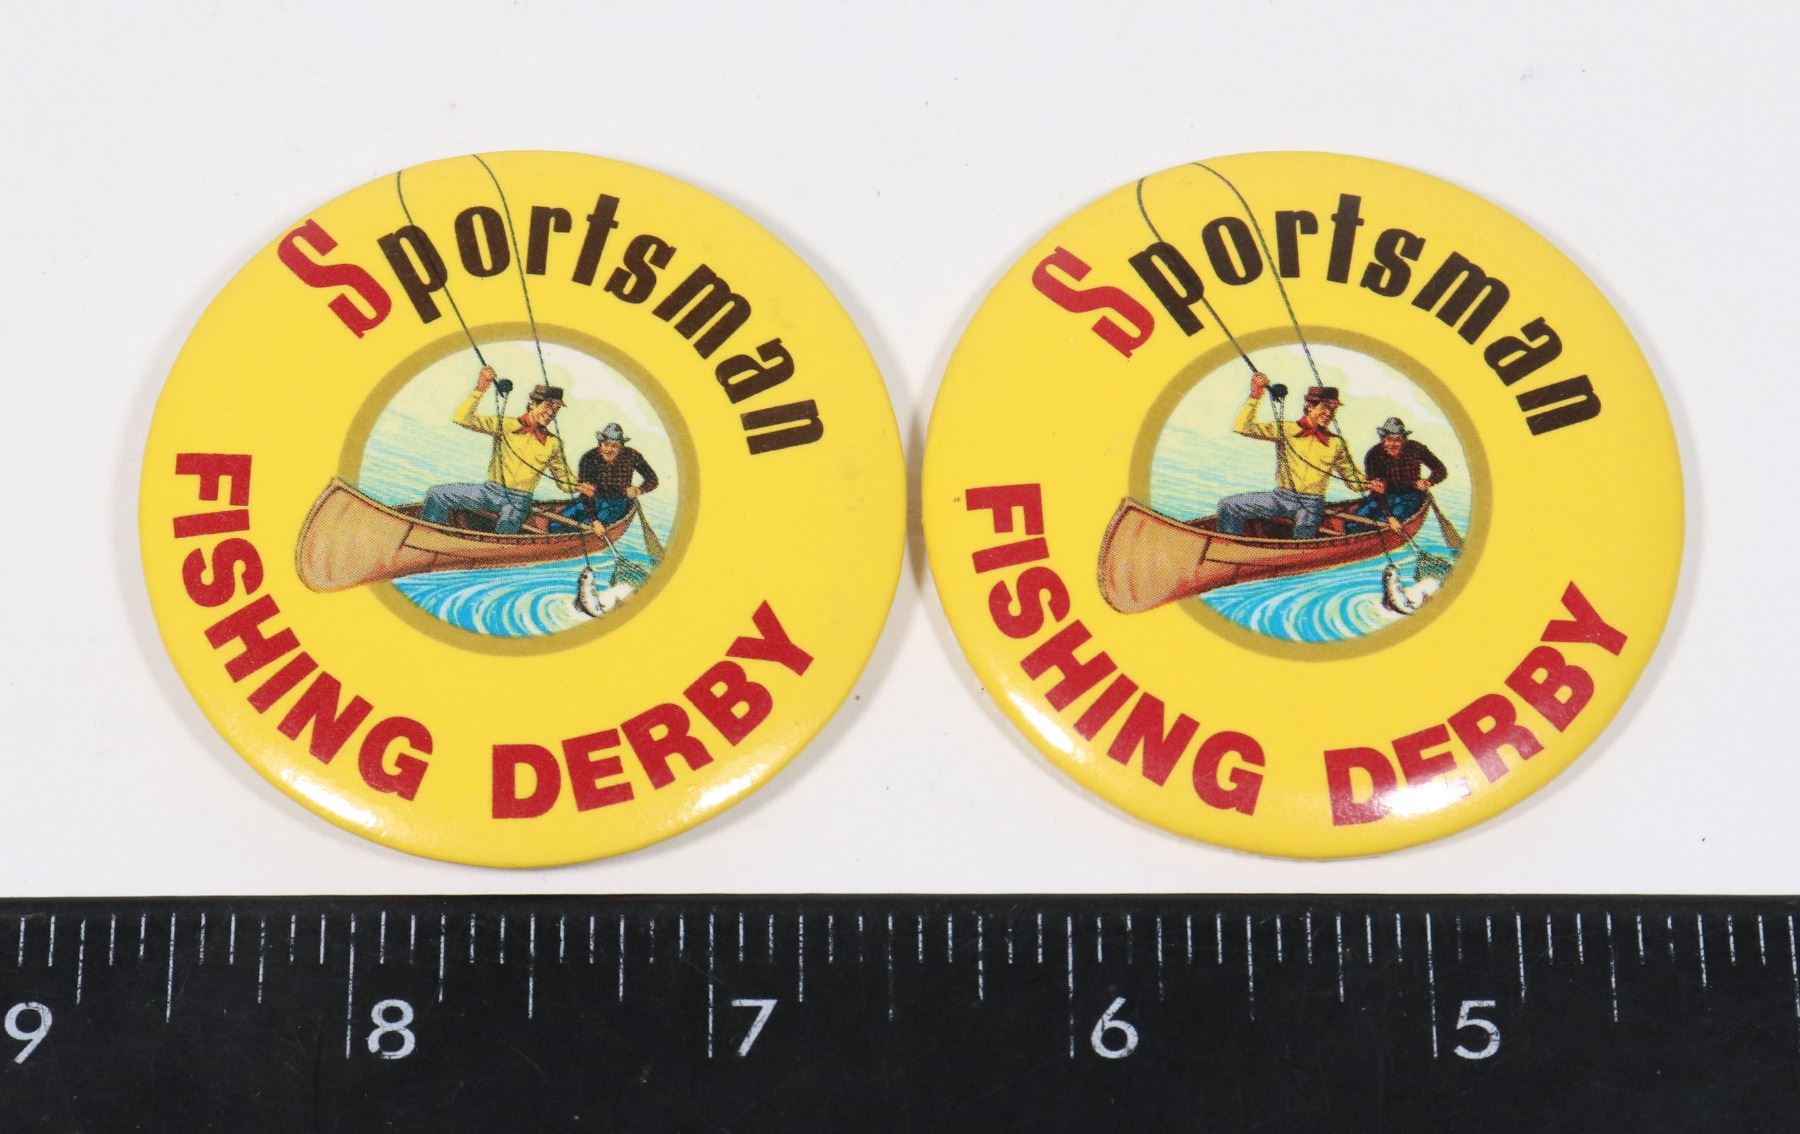 Sportsman
FISHING DERBY
Sportsman
FISHING DERBY
9 8 7 6 5